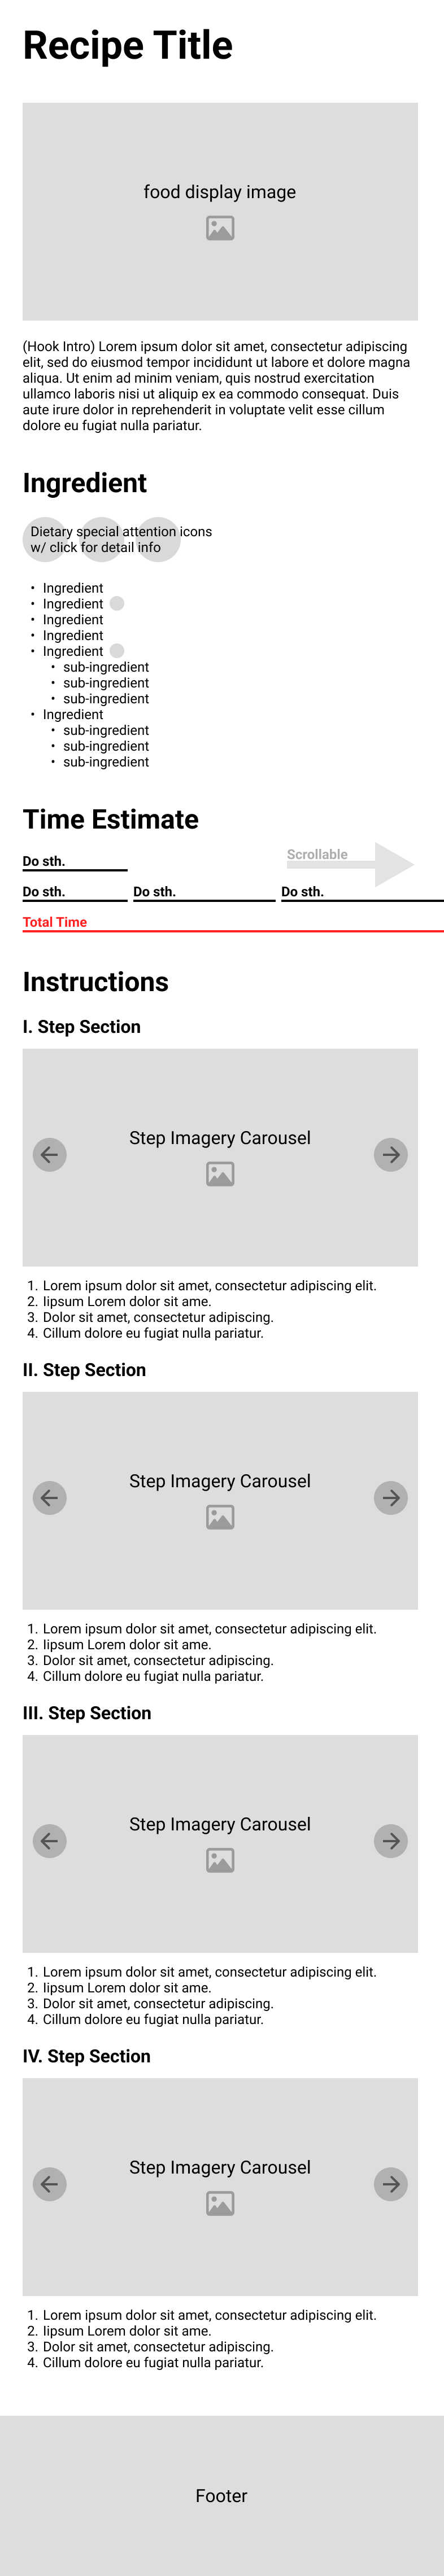 Recipe Title
food display image
(Hook Intro) Lorem ipsum dolor sit amet, consectetur adipiscing
elit, sed do eiusmod tempor incididunt ut labore et dolore magna
aliqua. Ut enim ad minim veniam, quis nostrud exercitation
ullamco laboris nisi ut aliquip ex ea commodo consequat. Duis
aute irure dolor in reprehenderit in voluptate velit esse cillum
dolore eu fugiat nulla pariatur.
Ingredient
Dietary special attention icons
w/ click for detail info
• Ingredient
• Ingredient
• Ingredient
• Ingredient
• Ingredient
• sub-ingredient
• sub-ingredient
• sub-ingredient
• Ingredient
• sub-ingredient
• sub-ingredient
• sub-ingredient
Time Estimate
Scrollable
Do sth.
Do sth. Do sth. Do sth.
Total Time
Instructions
I. Step Section
Step Imagery Carousel
1. Lorem ipsum dolor sit amet, consectetur adipiscing elit.
2. Iipsum Lorem dolor sit ame.
3. Dolor sit amet, consectetur adipiscing.
4. Cillum dolore eu fugiat nulla pariatur.
II. Step Section
Step Imagery Carousel
1. Lorem ipsum dolor sit amet, consectetur adipiscing elit.
2. Iipsum Lorem dolor sit ame.
3. Dolor sit amet, consectetur adipiscing.
4. Cillum dolore eu fugiat nulla pariatur.
III. Step Section
Step Imagery Carousel
1. Lorem ipsum dolor sit amet, consectetur adipiscing elit.
2. Iipsum Lorem dolor sit ame.
3. Dolor sit amet, consectetur adipiscing.
4. Cillum dolore eu fugiat nulla pariatur.
IV. Step Section
Step Imagery Carousel
1. Lorem ipsum dolor sit amet, consectetur adipiscing elit.
2. Iipsum Lorem dolor sit ame.
3. Dolor sit amet, consectetur adipiscing.
4. Cillum dolore eu fugiat nulla pariatur.
Footer